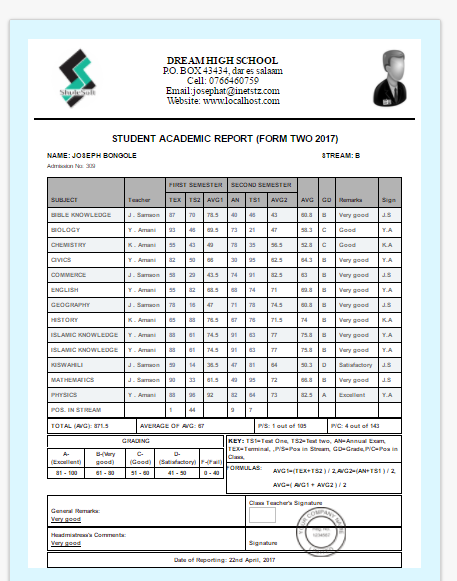 DREAM HIGH SCHOOL
P.O. BOX 43434, dar es salaam
Cell: 0766460759
Email:josephat@inetstz.com
Website: www.localhost.com
ShuleSoft
STUDENT ACADEMIC REPORT (FORM TWO 2017)
NAME: JOSEPH BONGOLE STREAM: B
Admission No: 309
FIRST SEMESTER SECOND SEMESTER
SUBJECT Teacher TEX TS2 AVG1 AN TS1 AVG2 AVG GD Remarks Sign
BIBLE KNOWLEDGE J . Samson 87 70 78.5 40 46 43 60.8 B Very good J.S
BIOLOGY Y . Amani 93 46 69.5 73 21 47 58.3 C Good Y.A
CHEMISTRY K . Amani 55 43 49 78 35 56.5 52.8 C Good K.A
CIVICS Y . Amani 82 50 66 30 95 62.5 64.3 B Very good Y.A
COMMERCE J . Samson 58 29 43.5 74 91 82.5 63 B Very good J.S
ENGLISH Y . Amani 55 82 68.5 68 74 71 69.8 B Very good Y.A
GEOGRAPHY J . Samson 78 16 47 71 78 74.5 60.8 B Very good J.S
HISTORY K . Amani 65 88 76.5 67 76 71.5 74 B Very good K.A
ISLAMIC KNOWLEDGE Y . Amani 88 61 74.5 91 63 77 75.8 B Very good Y.A
ISLAMIC KNOWLEDGE Y . Amani 88 61 74.5 91 63 77 75.8 B Very good Y.A
KISWAHILI J . Samson 59 14 36.5 47 81 64 50.3 D Satisfactory J.S
MATHEMATICS J . Samson 90 33 61.5 49 95 72 66.8 B Very good J.S
PHYSICS Y . Amani 88 96 92 82 64 73 82.5 A Excellent Y.A
POS. IN STREAM 1 44 9 7
TOTAL (AVG): 871.5 AVERAGE OF AVG: 67 P/S: 1 out of 105 P/C: 4 out of 143
GRADING
A-(Excellent) B-(Very good) C-(Good) D-(Satisfactory) F-(Fail)
81 - 100 61 - 80 51 - 60 41 - 50 0 - 40
KEY: TS1=Test One, TS2=Test two, AN=Annual Exam,
TEX=Terminal, ,P/S=Pos in Stream, GD=Grade,P/C=Pos in
Class,
FORMULAS: AVG1=(TEX+TS2 ) / 2,AVG2=(AN+TS1 ) / 2,
AVG= ( AVG1 + AVG2 ) / 2
General Remarks:
Very good
Class Teacher's Signature
Headmistress's Comments:
Very good
Signature
YOUR COMPANY NAME
Date of Reporting: 22nd April, 2017